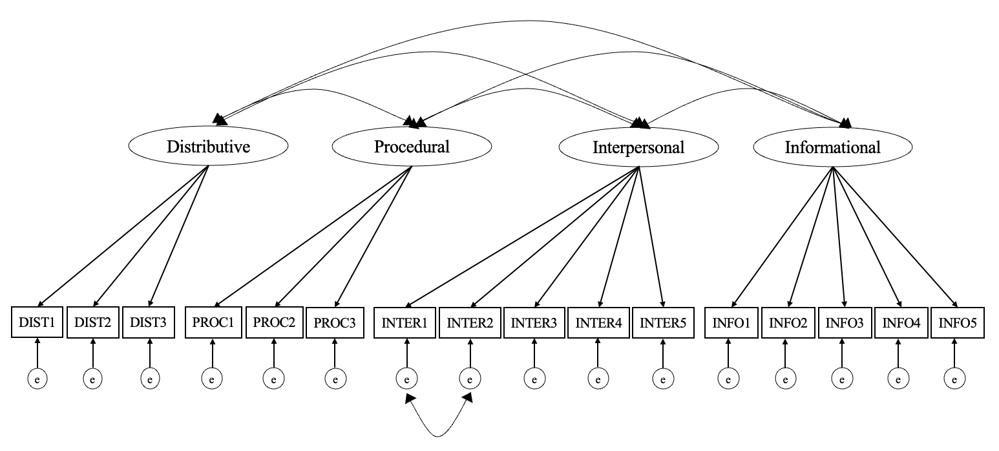 Distributive Procedural Interpersonal Informational
DIST1 DIST2 DIST3 PROC1 PROC2 PROC3 INTER1 INTER2 INTER3 INTER4 INTER5 INFO1 INFO2 INFO3 INFO4 INFO5
e e e e e e e e e e e e e e e e